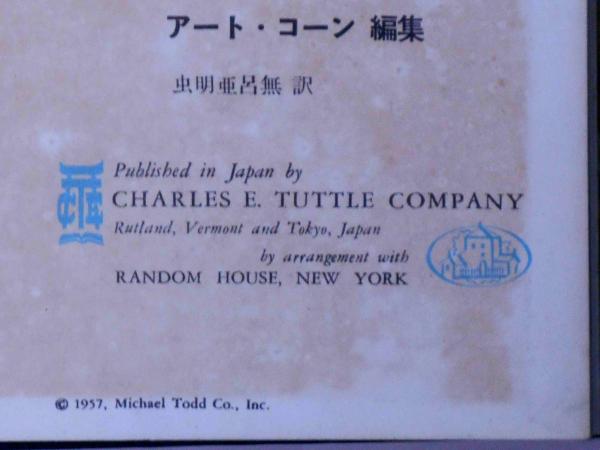 アート・コーン 編集
虫明亜呂無 訳
Published in Japan by
CHARLES E. TUTTLE COMPANY
Rutland, Vermont and Tokyo, Japan
by arrangement with
RANDOM HOUSE, NEW YORK
© 1957, Michael Todd Co., Inc.